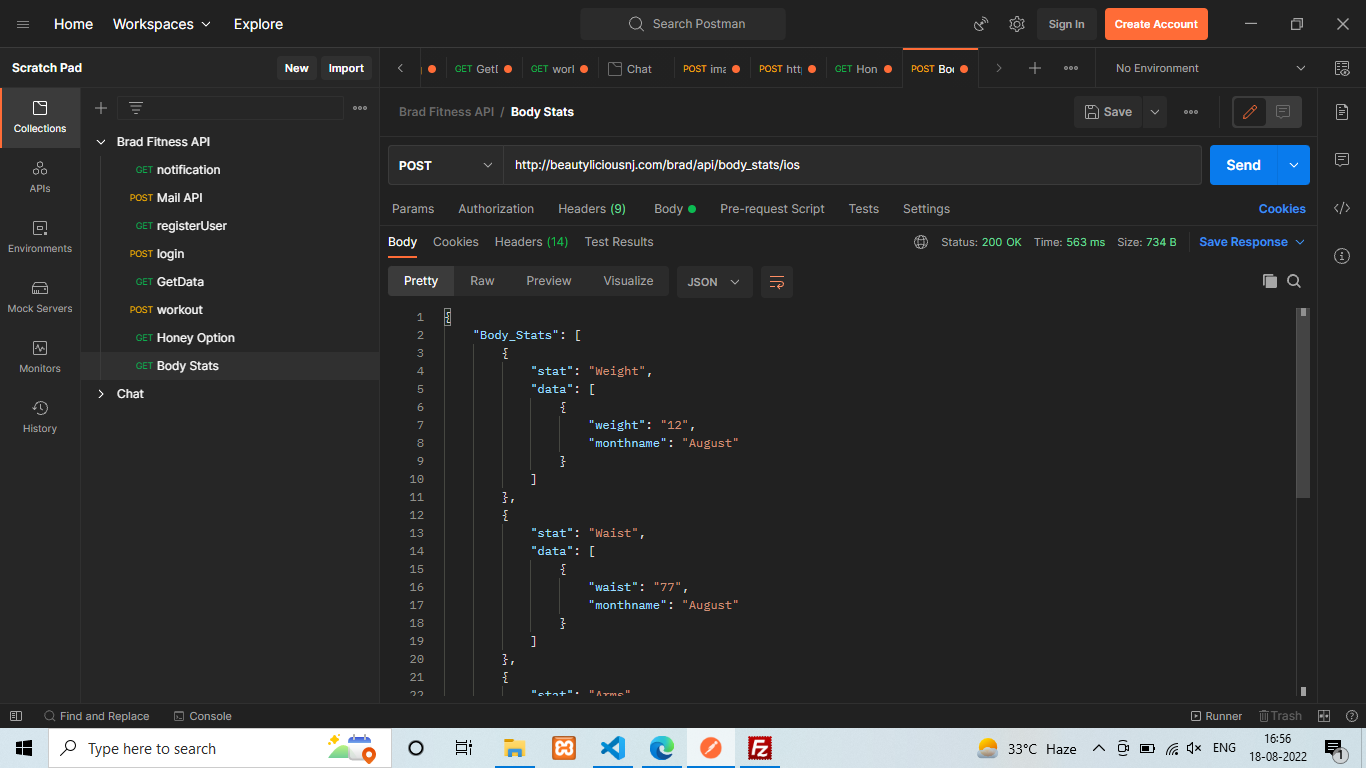 Home Workspaces Explore Search Postman Sign In Create Account
Scratch Pad New Import
GET GetD GET worl Chat POST ima POST htt GET Hon POST Boo No Environment
Collections
APIs
Environments
Mock Servers
Monitors
History
Brad Fitness API
GET notification
POST Mail API
GET registerUser
POST login
GET GetData
POST workout
GET Honey Option
GET Body Stats
Chat
Brad Fitness API / Body Stats Save
POST http://beautyliciousnj.com/brad/api/body_stats/ios Send
Params Authorization Headers (9) Body Pre-request Script Tests Settings Cookies
Body Cookies Headers (14) Test Results Status: 200 OK Time: 563 ms Size: 734 B Save Response
Pretty Raw Preview Visualize JSON
1 {
2 "Body_Stats": [
3 {
4 "stat": "Weight",
5 "data": [
6 {
7 "weight": "12",
8 "monthname": "August"
9 }
10 ]
11 },
12 {
13 "stat": "Waist",
14 "data": [
15 {
16 "waist": "77",
17 "monthname": "August"
18 }
19 ]
20 },
21 {
22 "stat": "Arms"
Find and Replace Console Runner Trash
Type here to search 33°C Haze ENG 16:56
18-08-2022 1